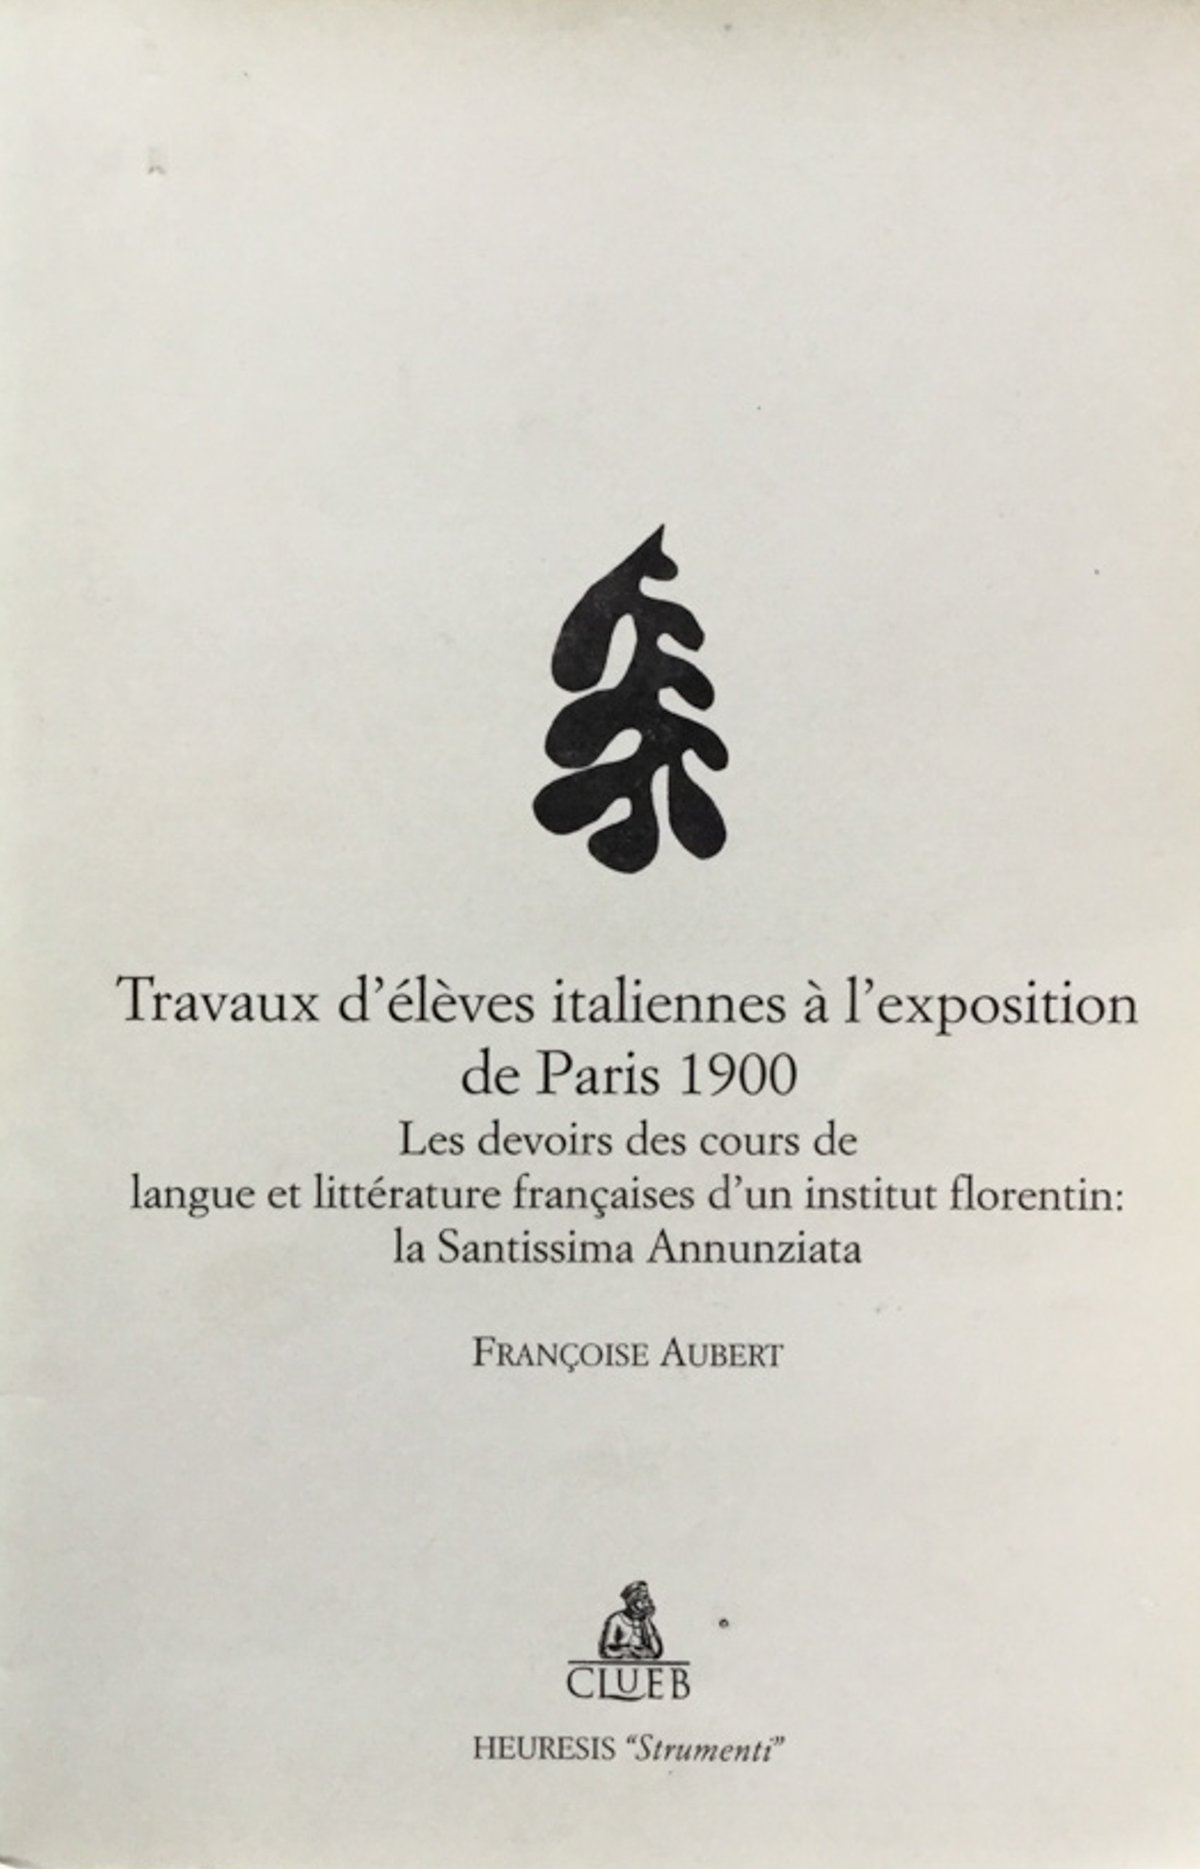 Travaux d’élèves italiennes à l’exposition
de Paris 1900
Les devoirs des cours de
langue et littérature françaises d’un institut florentin:
la Santissima Annunziata
FRANÇOISE AUBERT
CLUEB
HEURESIS “Strumenti”